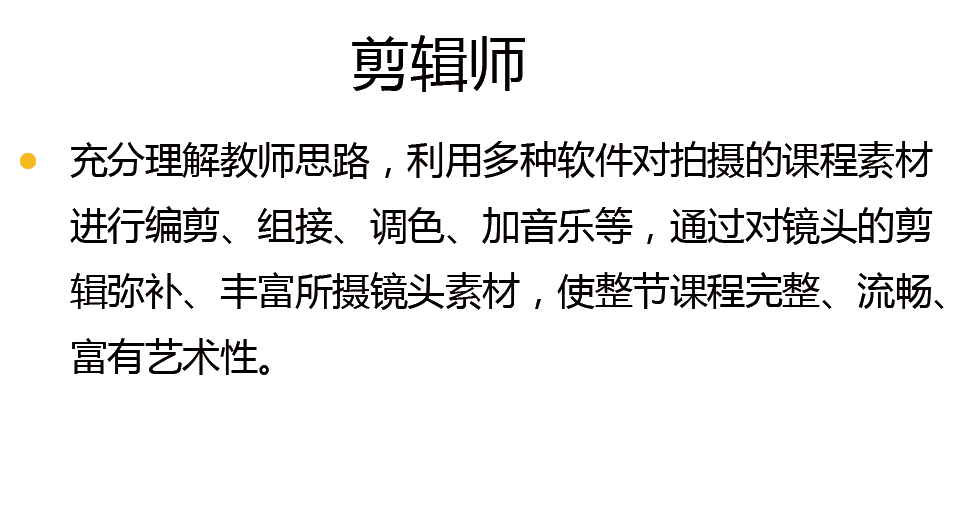 剪辑师
充分理解教师思路，利用多种软件对拍摄的课程素材
进行编剪、组接、调色、加音乐等，通过对镜头的剪
辑弥补、丰富所摄镜头素材，使整节课程完整、流畅、
富有艺术性。